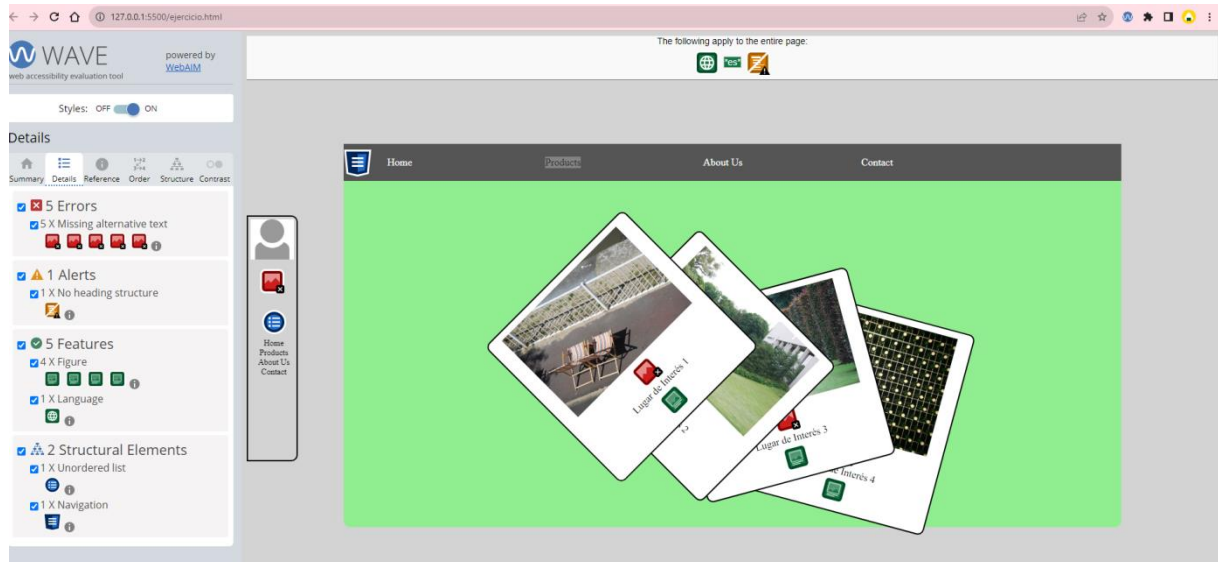 127.0.0.1:5500/ejercicio.html
WAVE
web accessibility evaluation tool
powered by
WebAIM
Styles: OFF ON
Details
Summary Details Reference Order Structure Contrast
5 Errors
5 X Missing alternative text
1 Alerts
1 X No heading structure
5 Features
4 X Figure
1 X Language
2 Structural Elements
1 X Unordered list
1 X Navigation
The following apply to the entire page:
"es"
Home Products About Us Contact
Home
Products
About Us
Contact
Lugar de Interés 1
Lugar de Interés 3
de Interés 4